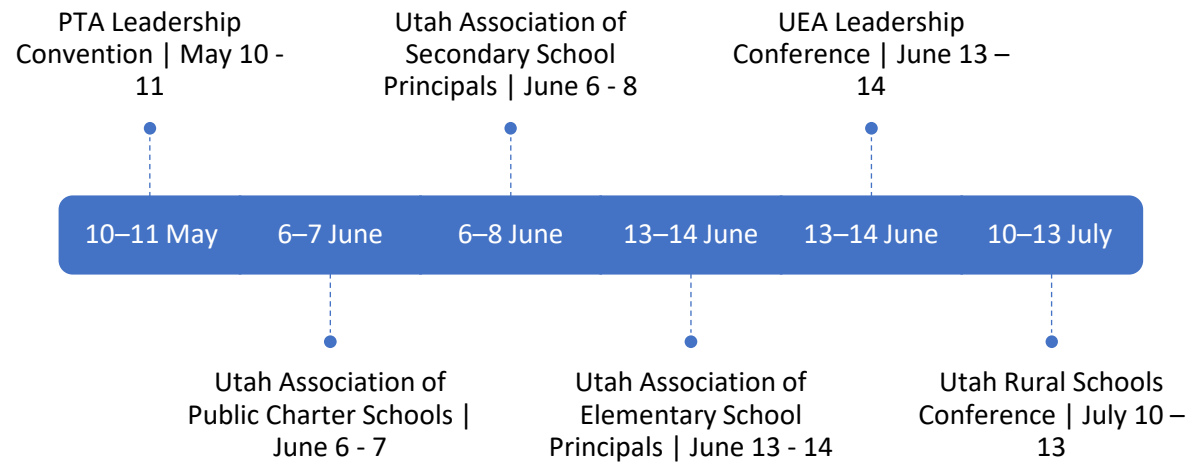 PTA Leadership
Convention | May 10 -
11
Utah Association of
Secondary School
Principals | June 6 - 8
UEA Leadership
Conference | June 13 –
14
10–11 May
6–7 June
6–8 June
13–14 June
13–14 June
10–13 July
Utah Association of
Public Charter Schools |
June 6 - 7
Utah Association of
Elementary School
Principals | June 13 - 14
Utah Rural Schools
Conference | July 10 –
13